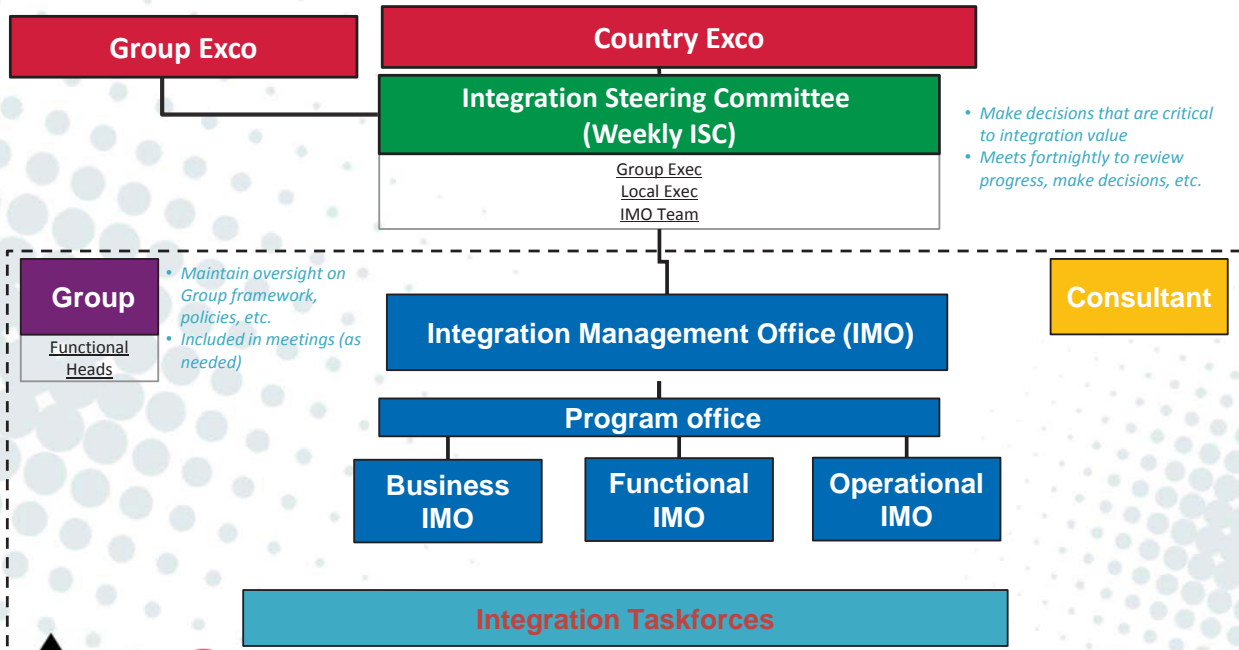 Group Exco
Country Exco
Integration Steering Committee
(Weekly ISC)
Group Exec
Local Exec
IMO Team
• Make decisions that are critical
to integration value
• Meets fortnightly to review
progress, make decisions, etc.
Group
Functional
Heads
• Maintain oversight on
Group framework,
policies, etc.
• Included in meetings (as
needed)
Consultant
Integration Management Office (IMO)
Program office
Business
IMO
Functional
IMO
Operational
IMO
Integration Taskforces